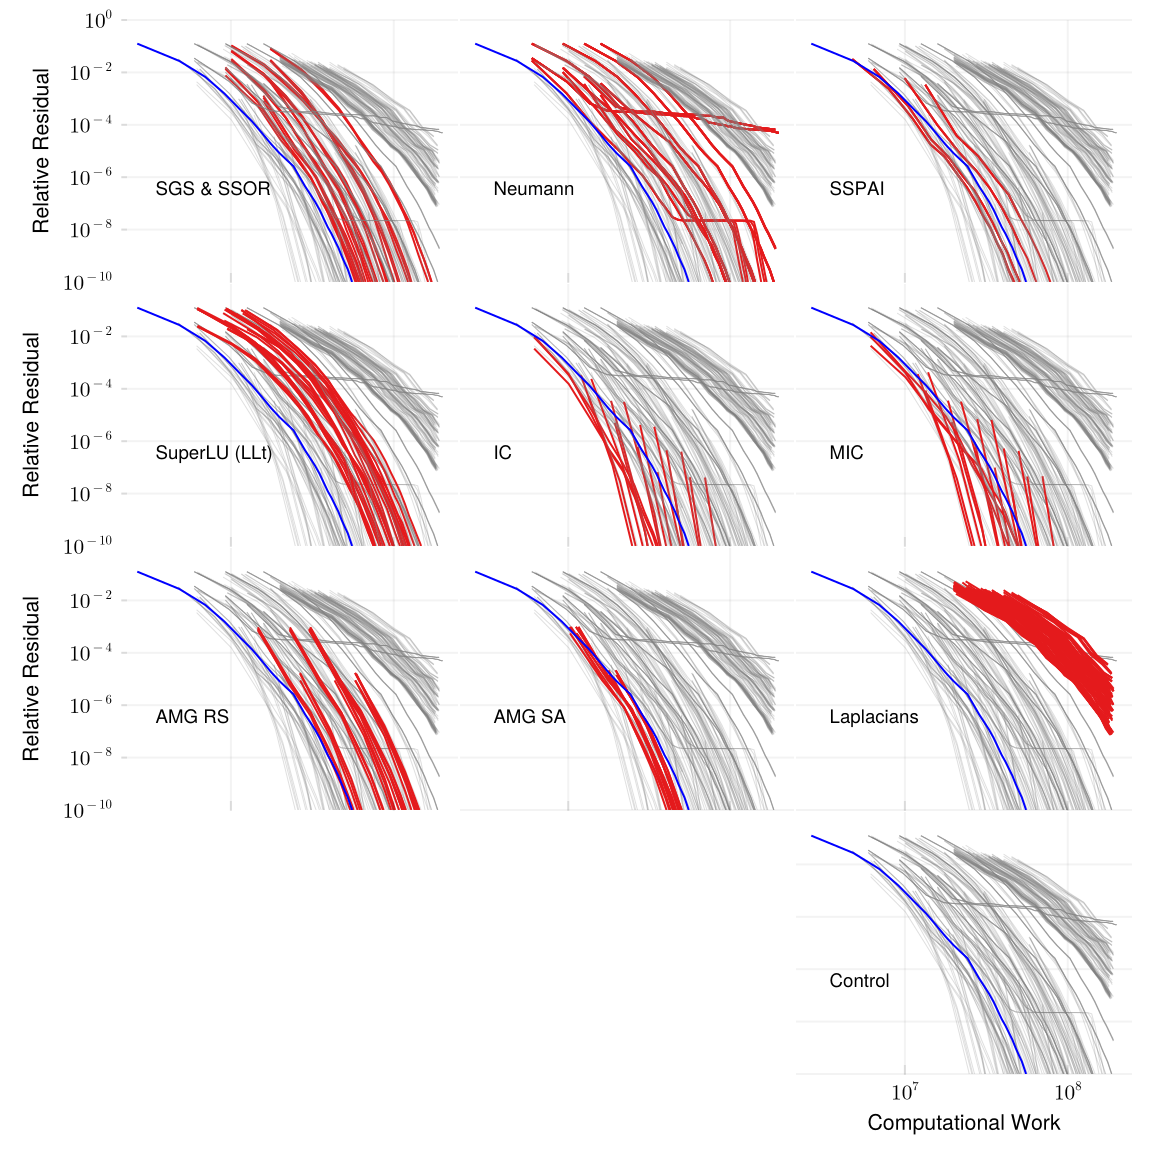 10^0
10^−2
10^−4
10^−6
10^−8
10^−10
Relative Residual
SGS & SSOR
Neumann
SSPAI
10^−2
10^−4
10^−6
10^−8
10^−10
Relative Residual
SuperLU (LLt)
IC
MIC
10^−2
10^−4
10^−6
10^−8
10^−10
Relative Residual
AMG RS
AMG SA
Laplacians
Control
10^7
10^8
Computational Work